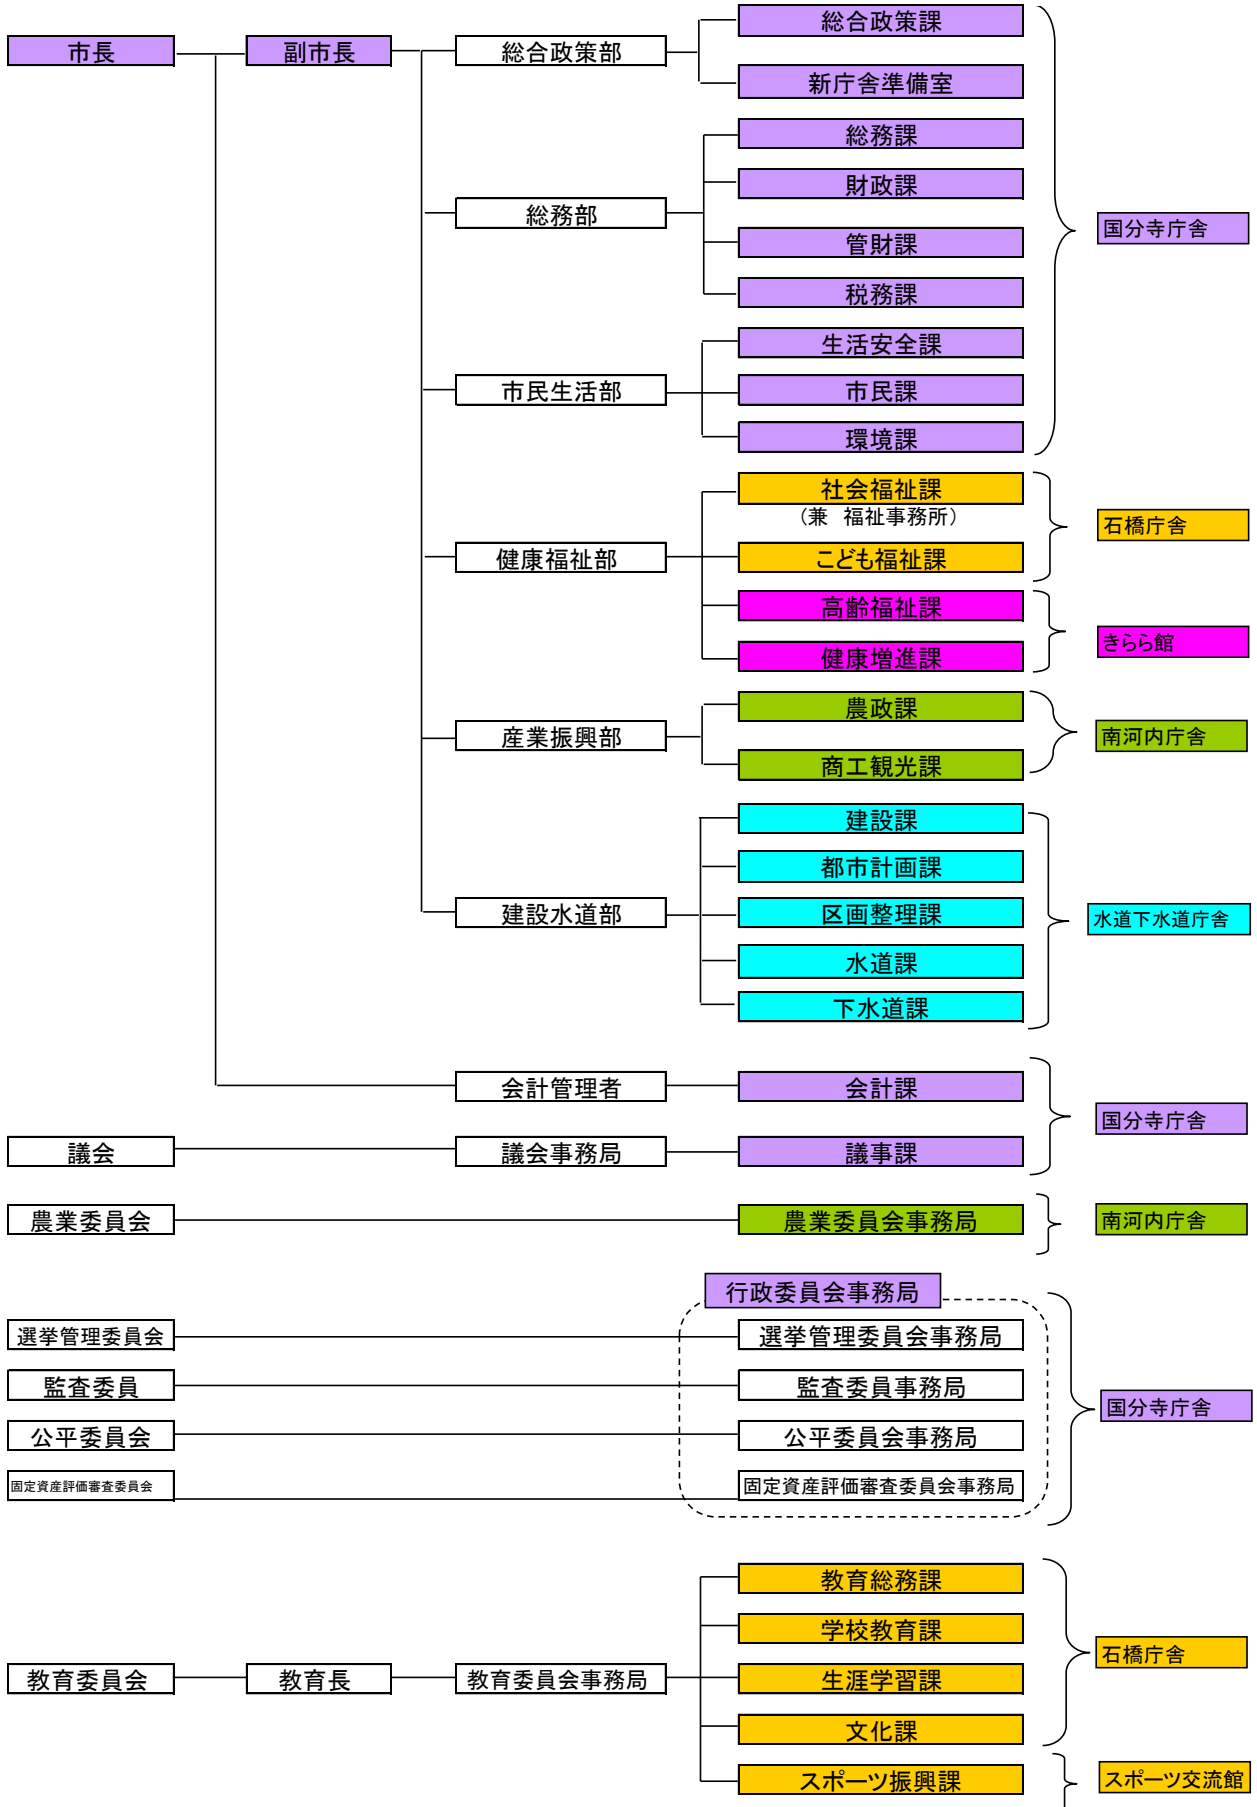 市長
副市長
総合政策部
総合政策課
新庁舎準備室
総務部
総務課
財政課
管財課
税務課
国分寺庁舎
市民生活部
生活安全課
市民課
環境課
健康福祉部
社会福祉課
（兼　福祉事務所）
こども福祉課
石橋庁舎
高齢福祉課
健康増進課
きらら館
産業振興部
農政課
商工観光課
南河内庁舎
建設水道部
建設課
都市計画課
区画整理課
水道課
下水道課
水道下水道庁舎
会計管理者
会計課
国分寺庁舎
議会
議会事務局
議事課
農業委員会
農業委員会事務局
南河内庁舎
行政委員会事務局
選挙管理委員会
選挙管理委員会事務局
監査委員
監査委員事務局
国分寺庁舎
公平委員会
公平委員会事務局
固定資産評価審査委員会
固定資産評価審査委員会事務局
教育委員会
教育長
教育委員会事務局
教育総務課
学校教育課
生涯学習課
文化課
石橋庁舎
スポーツ振興課
スポーツ交流館